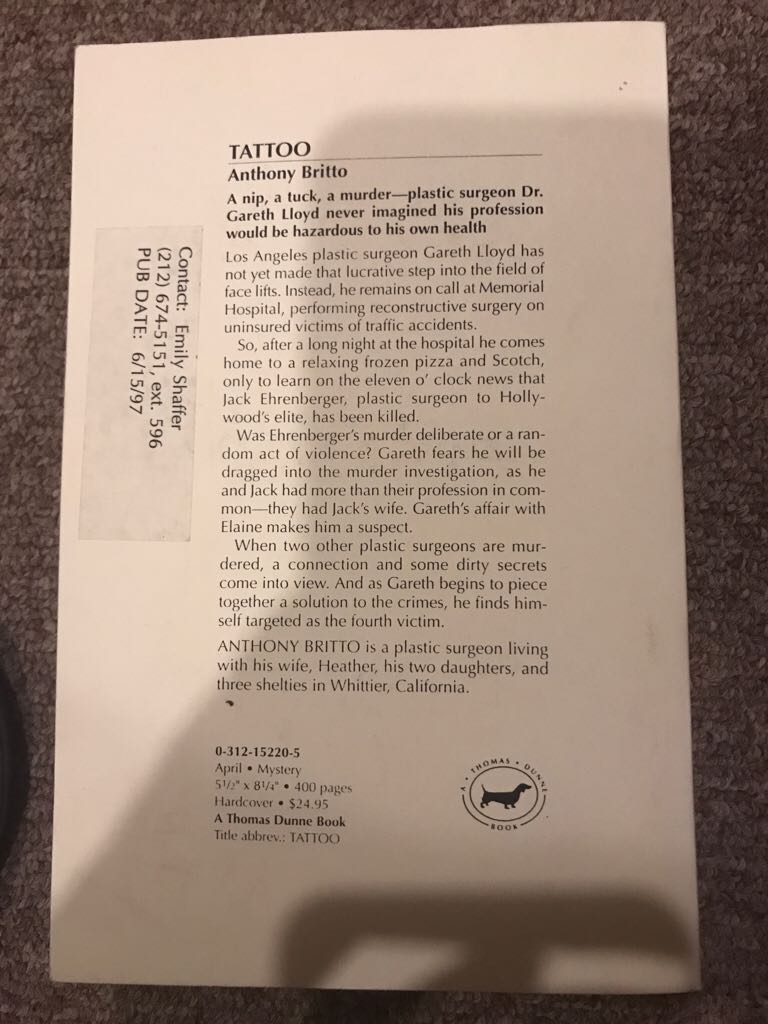 TATTOO
Anthony Britto
A nip, a tuck, a murder—plastic surgeon Dr.
Gareth Lloyd never imagined his profession
would be hazardous to his own health
Los Angeles plastic surgeon Gareth Lloyd has
not yet made that lucrative step into the field of
face lifts. Instead, he remains on call at Memorial
Hospital, performing reconstructive surgery on
uninsured victims of traffic accidents.
So, after a long night at the hospital he comes
home to a relaxing frozen pizza and Scotch,
only to learn on the eleven o' clock news that
Jack Ehrenberger, plastic surgeon to Holly-
wood's elite, has been killed.
Was Ehrenberger's murder deliberate or a ran-
dom act of violence? Gareth fears he will be
dragged into the murder investigation, as he
and Jack had more than their profession in com-
mon—they had Jack's wife. Gareth's affair with
Elaine makes him a suspect.
When two other plastic surgeons are mur-
dered, a connection and some dirty secrets
come into view. And as Gareth begins to piece
together a solution to the crimes, he finds him-
self targeted as the fourth victim.
ANTHONY BRITTO is a plastic surgeon living
with his wife, Heather, his two daughters, and
three shelties in Whittier, California.
0-312-15220-5
April • Mystery
5 1/2" x 8 1/4" • 400 pages
Hardcover • $24.95
A Thomas Dunne Book
Title abbrev.: TATTOO
A • THOMAS • DUNNE
BOOK
Contact: Emily Shaffer
(212) 674-5151, ext. 596
PUB DATE: 6/15/97